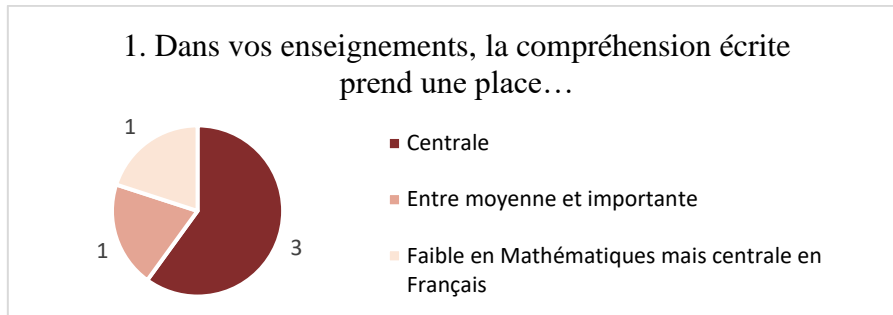 1. Dans vos enseignements, la compréhension écrite
prend une place…
1
Centrale
Entre moyenne et importante
1
3
Faible en Mathématiques mais centrale en
Français